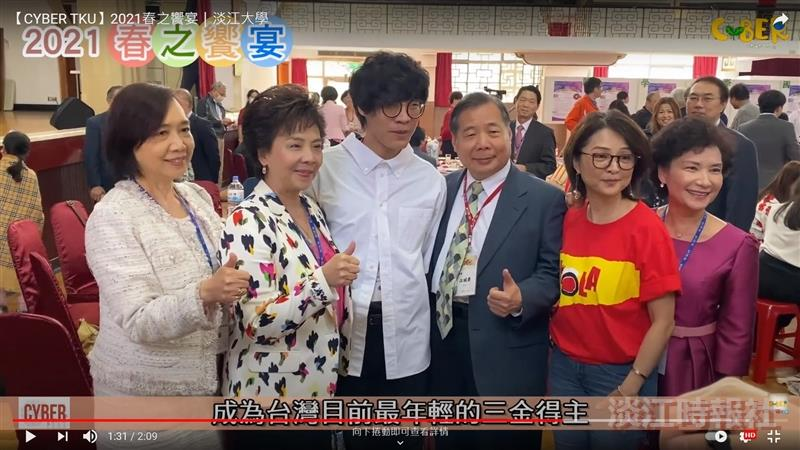 【CYBER TKU】2021春之饗宴｜淡江大學
2021 春之饗宴
CYBER
OLA
CYBER
成為台灣目前最年輕的三金得主
淡江時報社
1:31 / 2:09
向下捲動即可查看詳情
HD